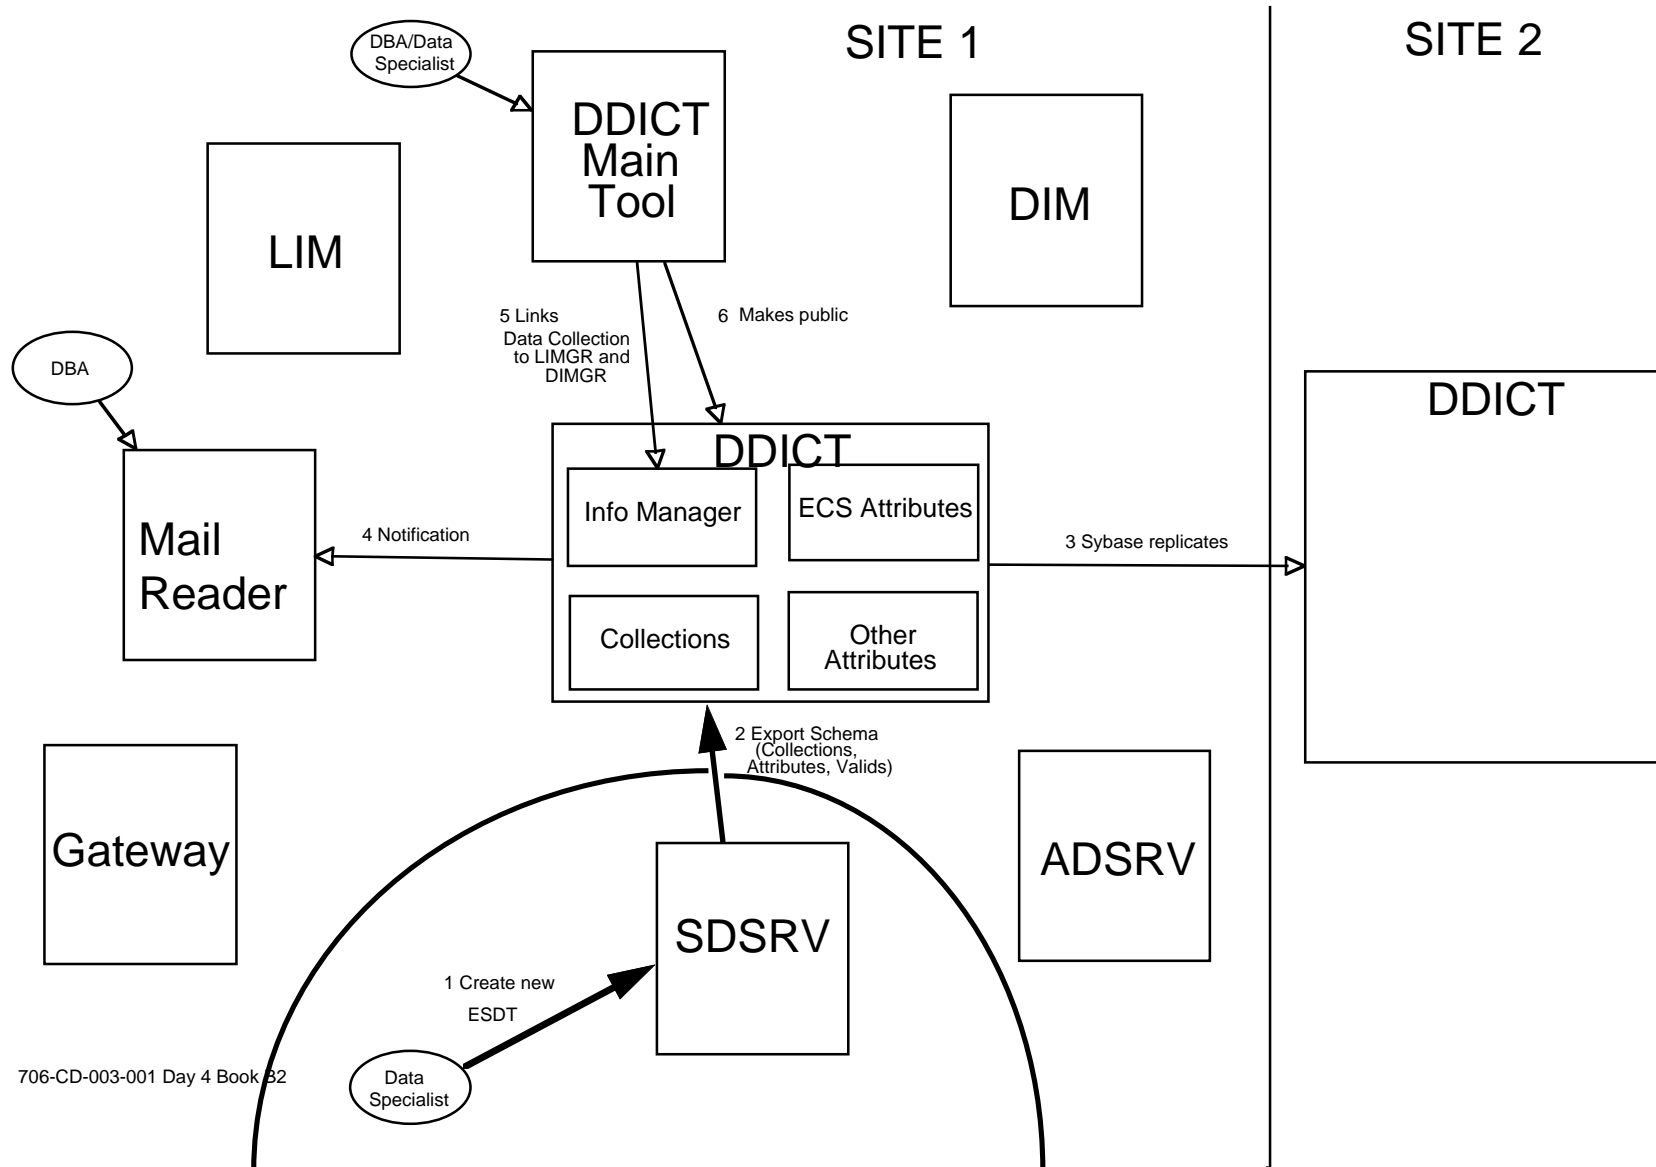 SITE 1
SITE 2
DBA/Data
Specialist
DDICT
Main
Tool
DIM
LIM
5 Links
Data Collection
to LIMGR and
DIMGR
6 Makes public
DBA
DDICT
DDICT
Info Manager
ECS Attributes
Mail
Reader
4 Notification
3 Sybase replicates
Collections
Other
Attributes
2 Export Schema
(Collections,
Attributes, Valids)
Gateway
ADSRV
SDSRV
1 Create new
ESDT
706-CD-003-001 Day 4 Book B2
Data
Specialist